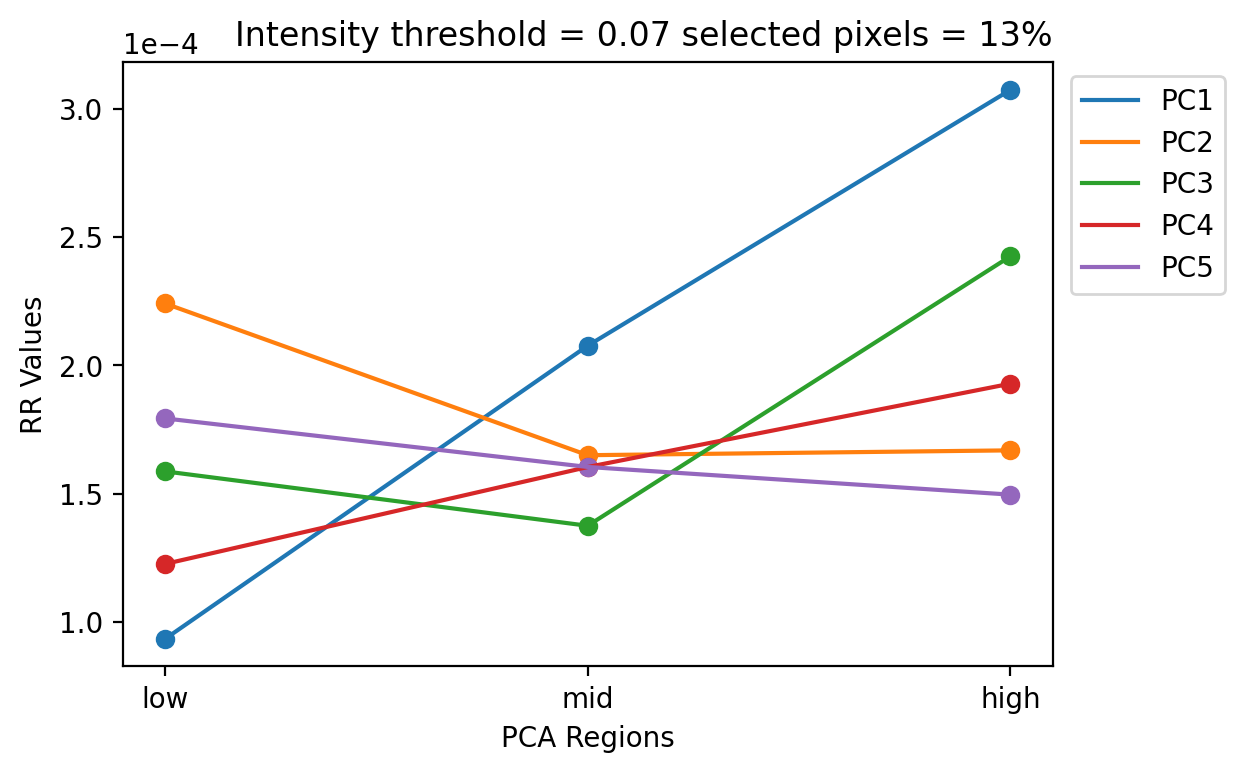 1e−4
Intensity threshold = 0.07 selected pixels = 13%
3.0
2.5
2.0
1.5
1.0
RR Values
low
mid
high
PCA Regions
PC1
PC2
PC3
PC4
PC5